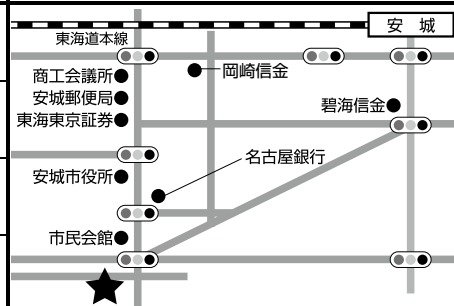 安城
東海道本線
商工会議所
岡崎信金
安城郵便局
碧海信金
東海東京証券
名古屋銀行
安城市役所
市民会館